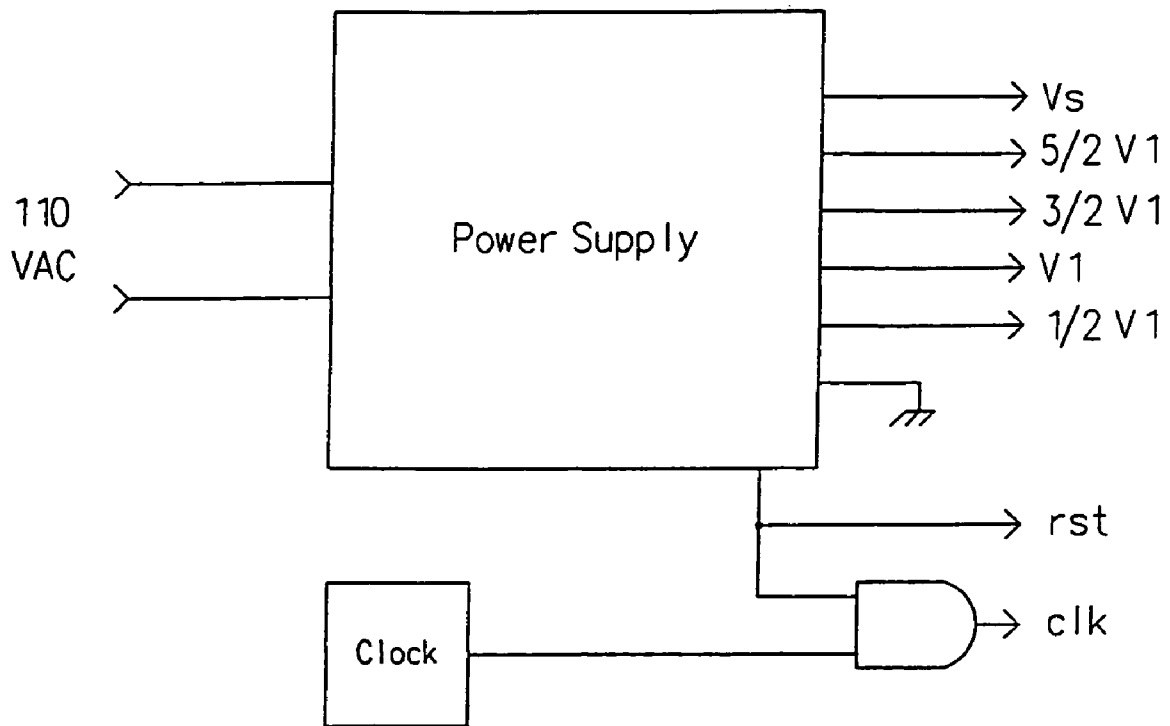 110
VAC
Power Supply
Vs
5/2 V1
3/2 V1
V1
1/2 V1
rst
clk
Clock